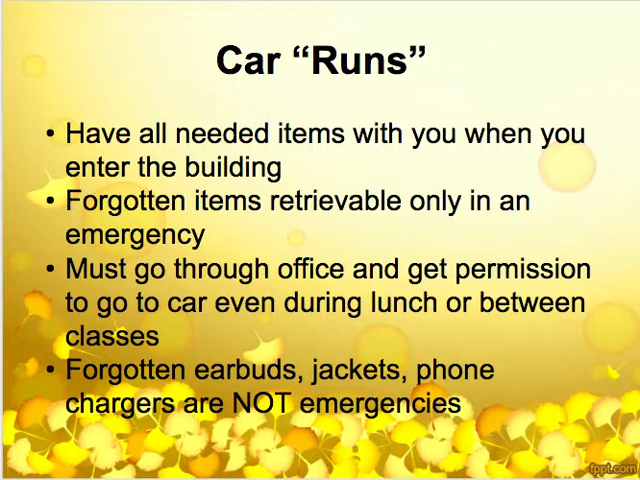 Car “Runs”
• Have all needed items with you when you
enter the building
• Forgotten items retrievable only in an
emergency
• Must go through office and get permission
to go to car even during lunch or between
classes
• Forgotten earbuds, jackets, phone
chargers are NOT emergencies
fppt.com